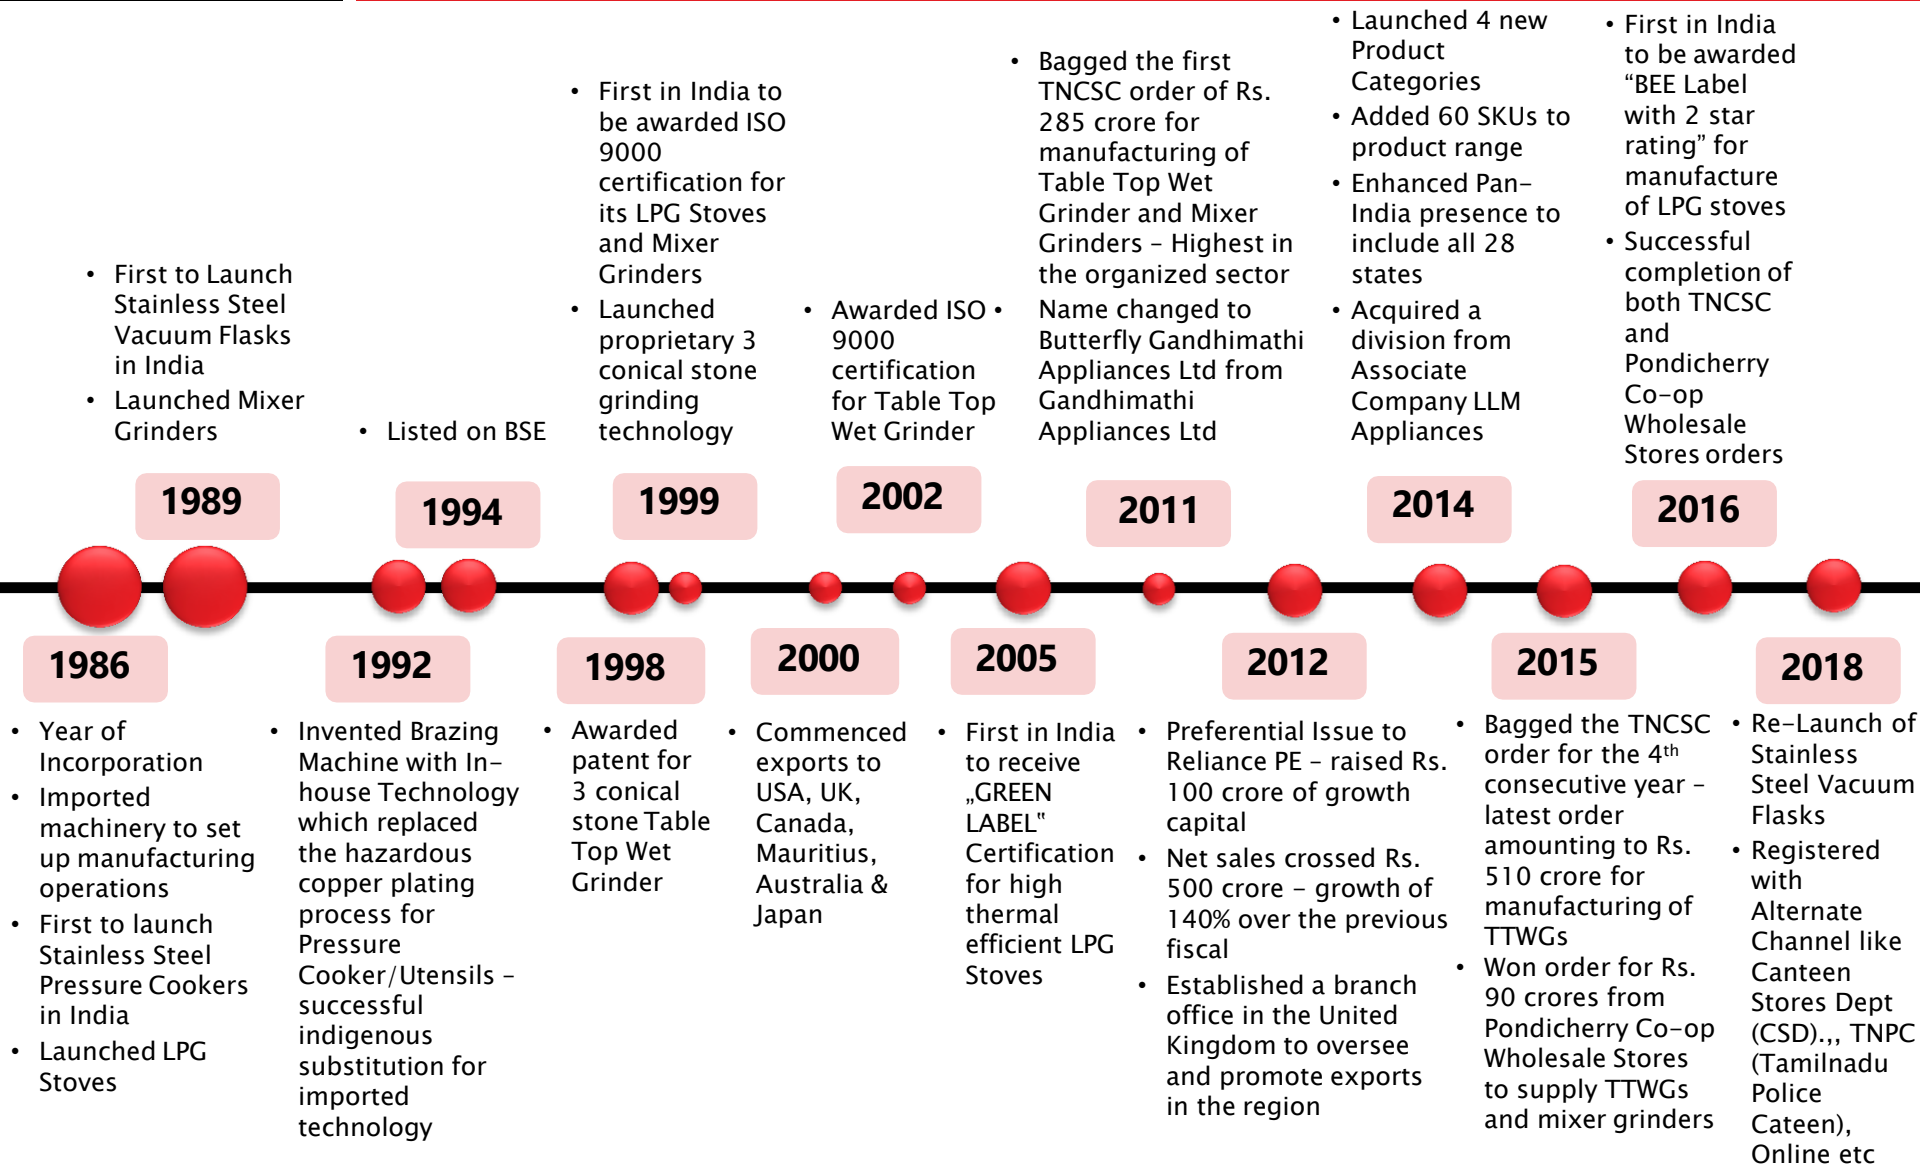 • First to Launch
Stainless Steel
Vacuum Flasks
in India
• Launched Mixer
Grinders
1989
• Listed on BSE
1994
• First in India to
be awarded ISO
9000
certification for
its LPG Stoves
and Mixer
Grinders
• Launched
proprietary 3
conical stone
grinding
technology
1999
• Awarded ISO
9000
certification
for Table Top
Wet Grinder
2002
• Bagged the first
TNCSC order of Rs.
285 crore for
manufacturing of
Table Top Wet
Grinder and Mixer
Grinders – Highest in
the organized sector
• Name changed to
Butterfly Gandhimathi
Appliances Ltd from
Gandhimathi
Appliances Ltd
2011
• Launched 4 new
Product
Categories
• Added 60 SKUs to
product range
• Enhanced Pan-
India presence to
include all 28
states
• Acquired a
division from
Associate
Company LLM
Appliances
2014
• First in India
to be awarded
“BEE Label
with 2 star
rating” for
manufacture
of LPG stoves
• Successful
completion of
both TNCSC
and
Pondicherry
Co-op
Wholesale
Stores orders
2016
1986
• Year of
Incorporation
• Imported
machinery to set
up manufacturing
operations
• First to launch
Stainless Steel
Pressure Cookers
in India
• Launched LPG
Stoves
1992
• Invented Brazing
Machine with In-
house Technology
which replaced
the hazardous
copper plating
process for
Pressure
Cooker/Utensils –
successful
indigenous
substitution for
imported
technology
1998
• Awarded
patent for
3 conical
stone Table
Top Wet
Grinder
2000
• Commenced
exports to
USA, UK,
Canada,
Mauritius,
Australia &
Japan
2005
• First in India
to receive
„GREEN
LABEL‟
Certification
for high
thermal
efficient LPG
Stoves
2012
• Preferential Issue to
Reliance PE – raised Rs.
100 crore of growth
capital
• Net sales crossed Rs.
500 crore – growth of
140% over the previous
fiscal
• Established a branch
office in the United
Kingdom to oversee
and promote exports
in the region
2015
• Bagged the TNCSC
order for the 4th
consecutive year –
latest order
amounting to Rs.
510 crore for
manufacturing of
TTWGs
• Won order for Rs.
90 crores from
Pondicherry Co-op
Wholesale Stores
to supply TTWGs
and mixer grinders
2018
• Re-Launch of
Stainless
Steel Vacuum
Flasks
• Registered
with
Alternate
Channel like
Canteen
Stores Dept
(CSD).,, TNPC
(Tamilnadu
Police
Cateen),
Online etc